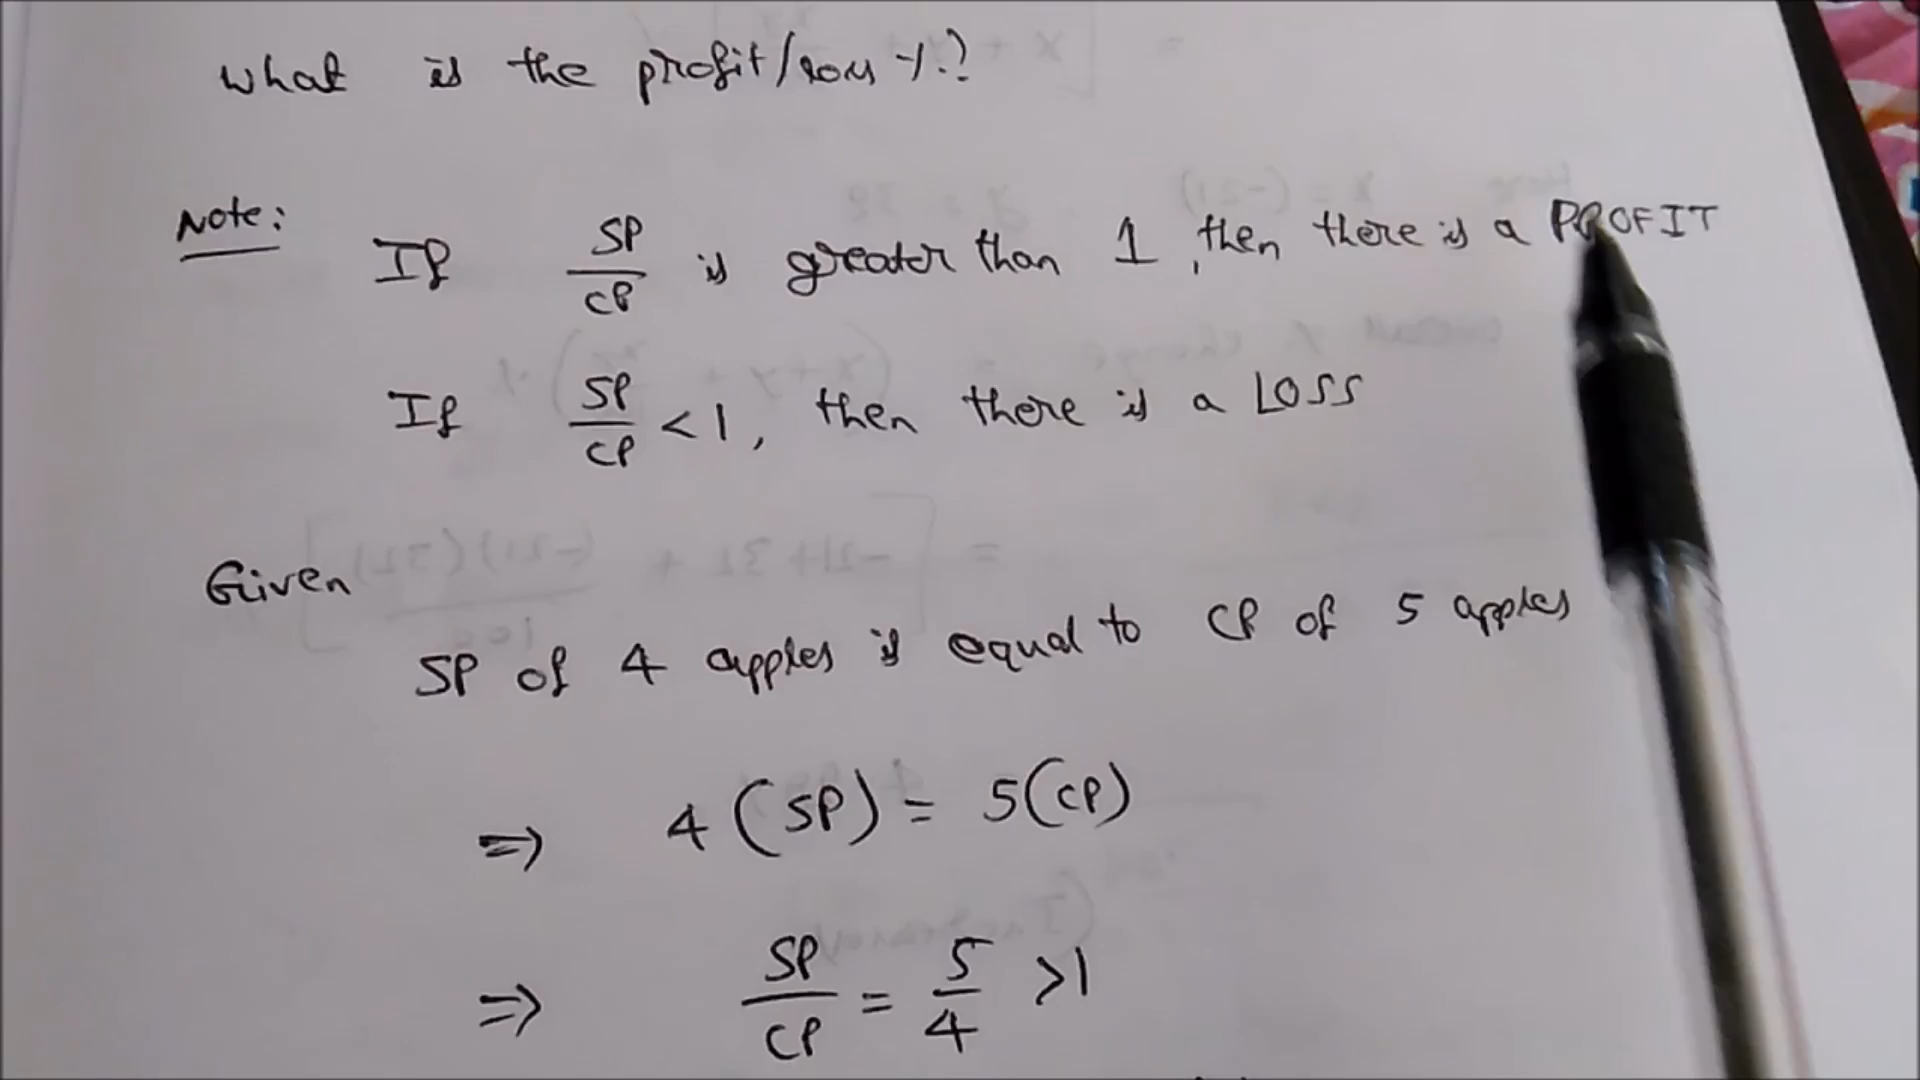 what is the profit/loss %?
Note: If SP/CP is greater than 1, then there is a PROFIT
If SP/CP < 1, then there is a LOSS
Given
SP of 4 apples is equal to CP of 5 apples
=> 4 (SP) = 5(CP)
=> SP/CP = 5/4 >1